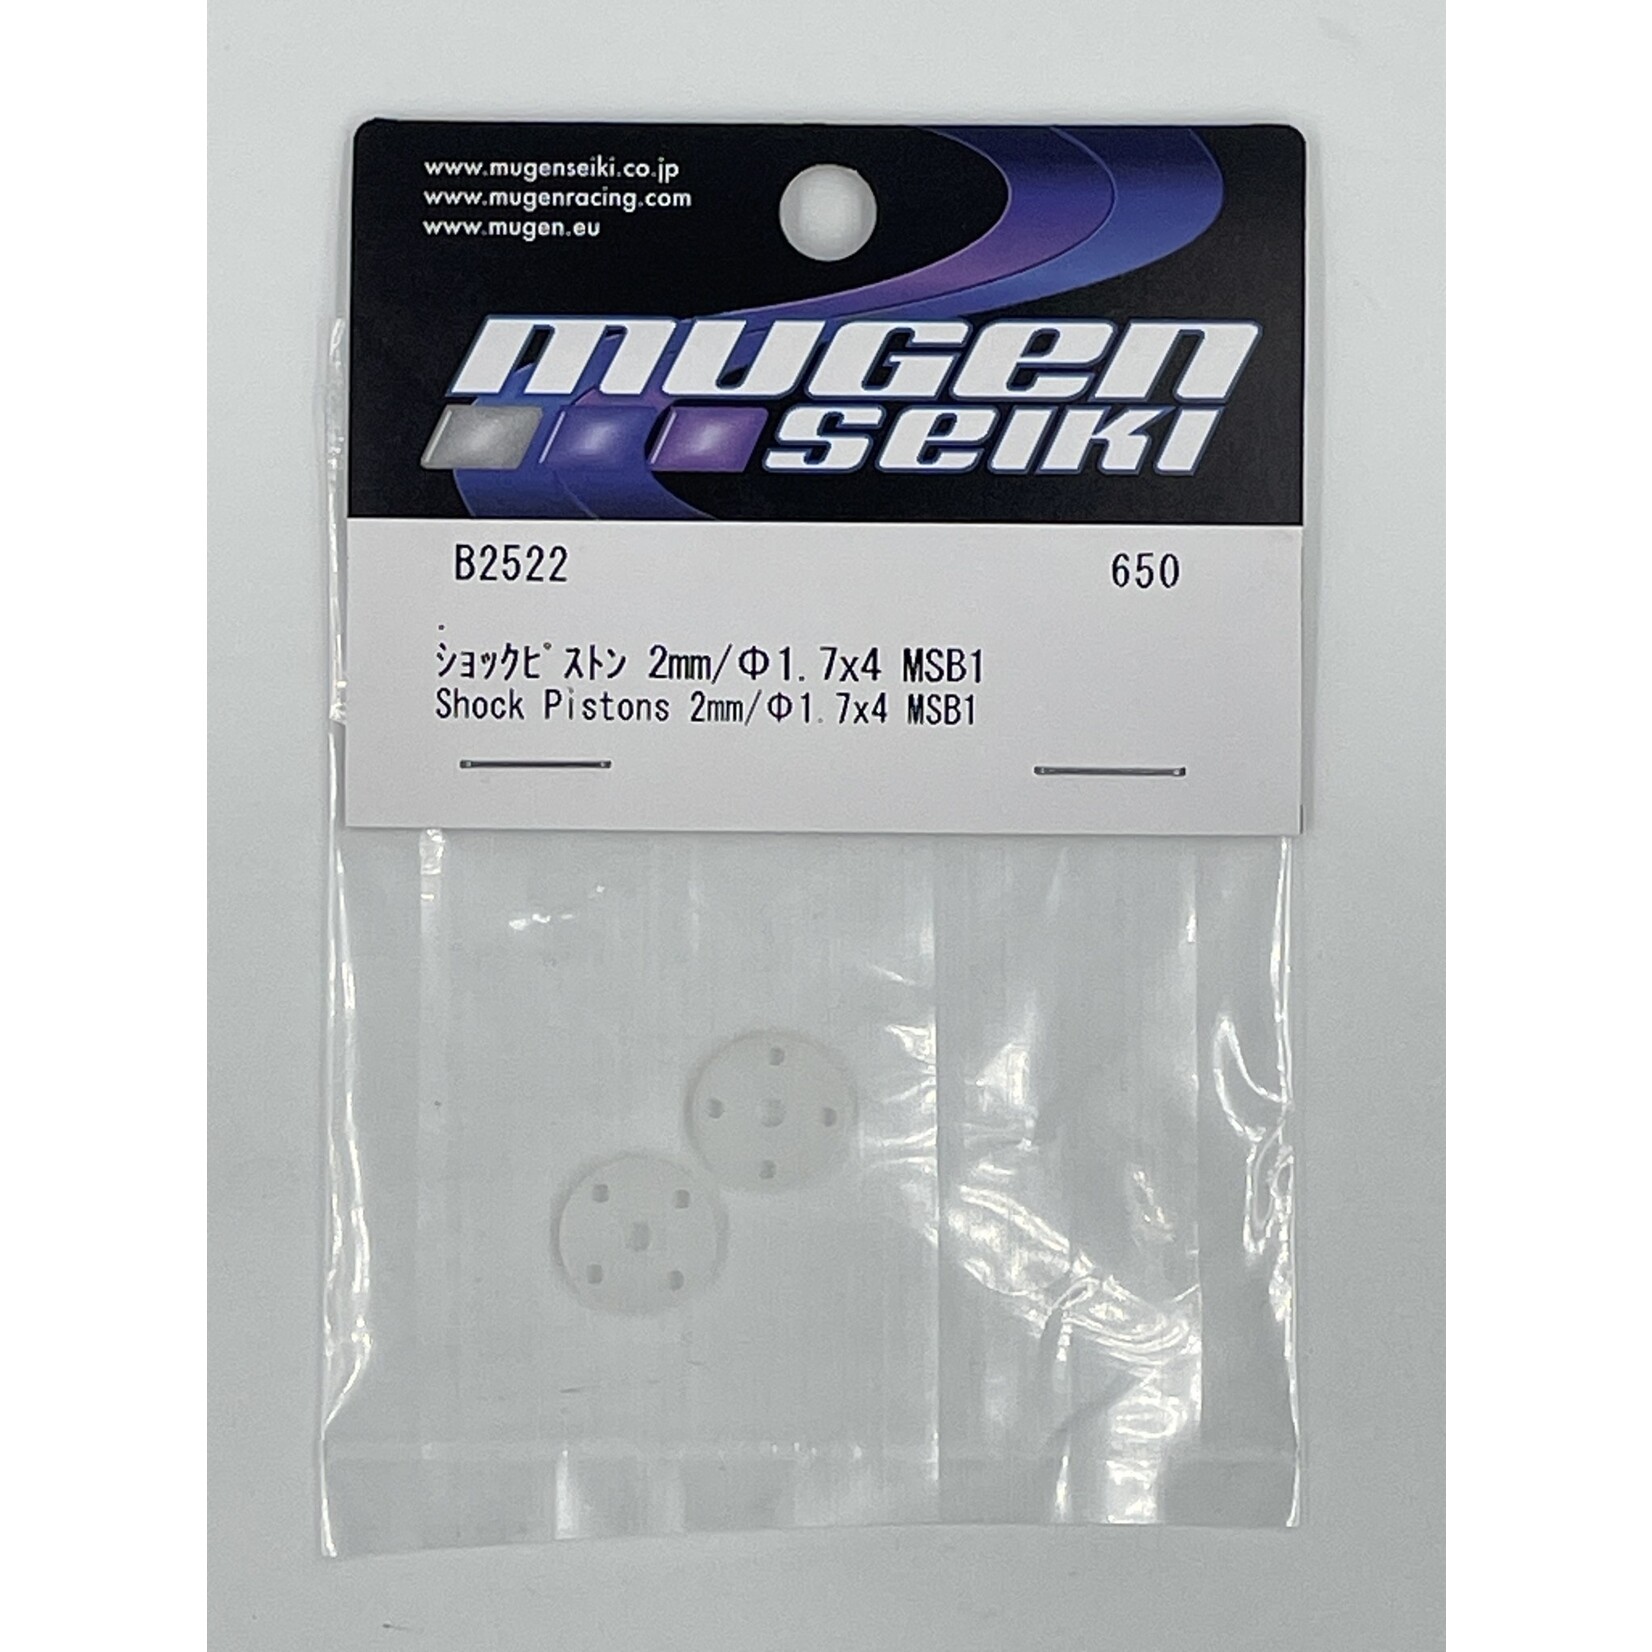 www.mugenseiki.co.jp
www.mugenracing.com
www.mugen.eu
mugen
seiki
B2522 650
ｼｮｯｸﾋﾟｽﾄﾝ 2mm/Φ1.7x4 MSB1
Shock Pistons 2mm/Φ1.7x4 MSB1